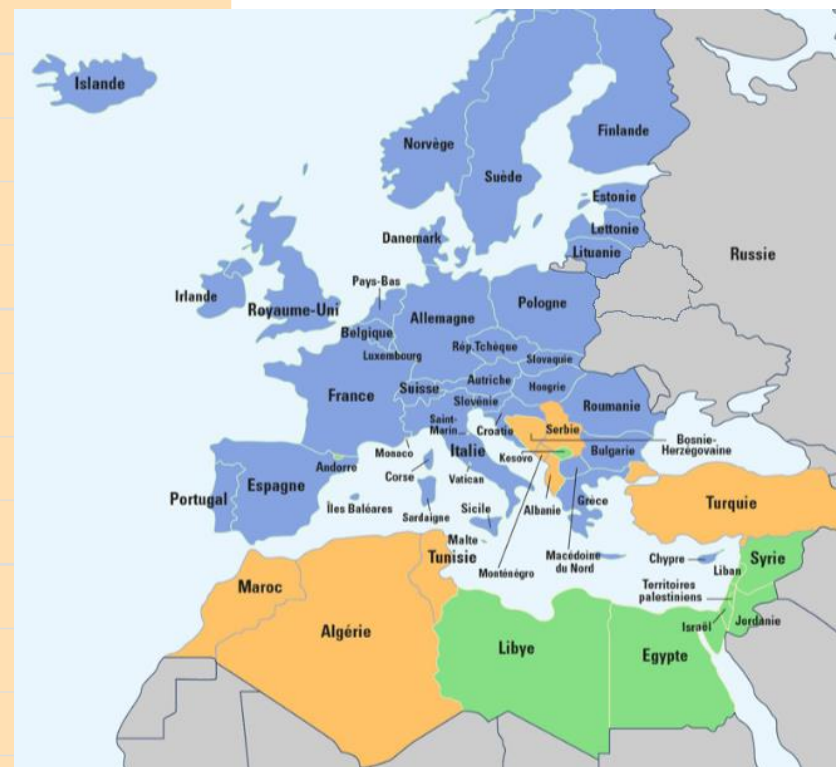 Islande
Finlande
Norvège
Suède
Estonie
Lettonie
Danemark
Lituanie
Russie
Pays-Bas
Irlande
Royaume-Uni
Pologne
Allemagne
Belgique
Rép.Tchèque
Luxembourg
Slovaquie
Autriche
Suisse
Hongrie
France
Slovénie
Roumanie
Saint-
Marin...
Croatie
Serbie
Bosnie-
Herzégovaine
Italie
Monaco
Kesovo
Bulgarie
Andorre
Corse
Vatican
Espagne
Portugal
Îles Baléares
Sardaigne
Sicile
Albanie
Grèce
Turquie
Malte
Tunisie
Macédoine
du Nord
Monténégro
Chypre
Syrie
Liban
Maroc
Territoires
palestiniens
Israël
Jordanie
Algérie
Libye
Egypte